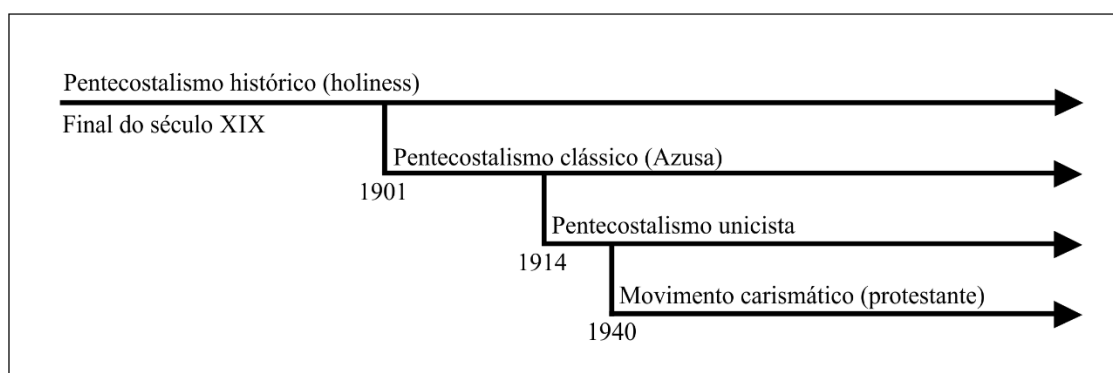 Pentecostalismo histórico (holiness)
Final do século XIX
Pentecostalismo clássico (Azusa)
1901
Pentecostalismo unicista
1914
Movimento carismático (protestante)
1940